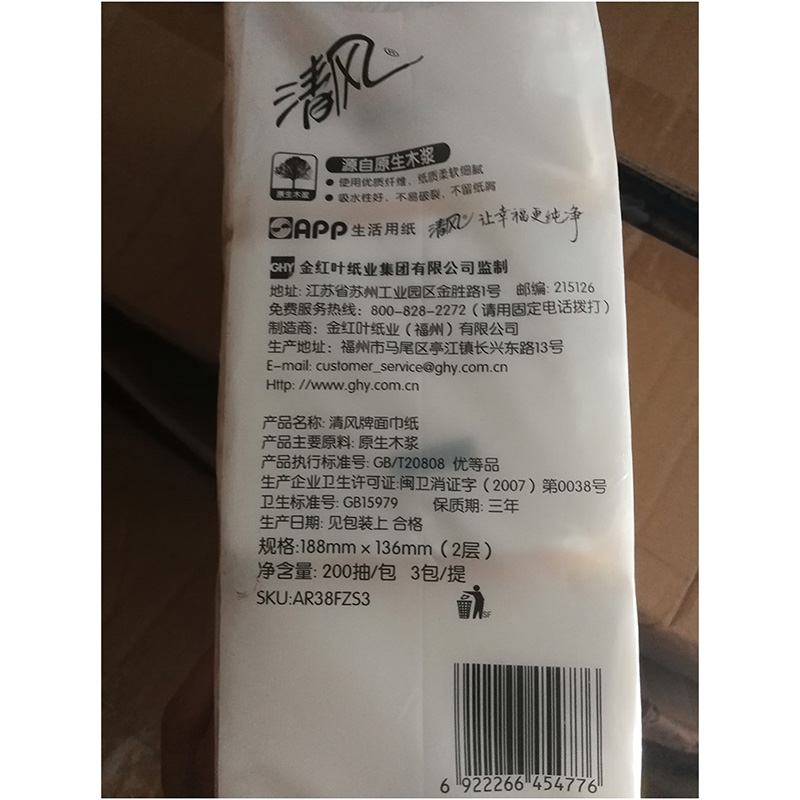 清风®
原生木浆
源自原生木浆
● 使用优质纤维、纸质柔软细腻
● 吸水性好、不易破裂、不留纸屑
APP 生活用纸 清风® 让幸福更纯净
GHY 金红叶纸业集团有限公司监制
地址: 江苏省苏州工业园区金胜路1号 邮编: 215126
免费服务热线: 800-828-2272 (请用固定电话拨打)
制造商: 金红叶纸业 (福州) 有限公司
生产地址: 福州市马尾区亭江镇长兴东路13号
E-mail: customer_service@ghy.com.cn
Http: //www.ghy.com.cn
产品名称: 清风牌面巾纸
产品主要原料: 原生木浆
产品执行标准号: GB/T20808 优等品
生产企业卫生许可证:闽卫消证字 (2007) 第0038号
卫生标准号: GB15979 保质期: 三年
生产日期: 见包装上 合格
规格:188mm × 136mm (2层)
净含量: 200抽/包 3包/提
SKU:AR38FZS3
SF
6 922266 454776